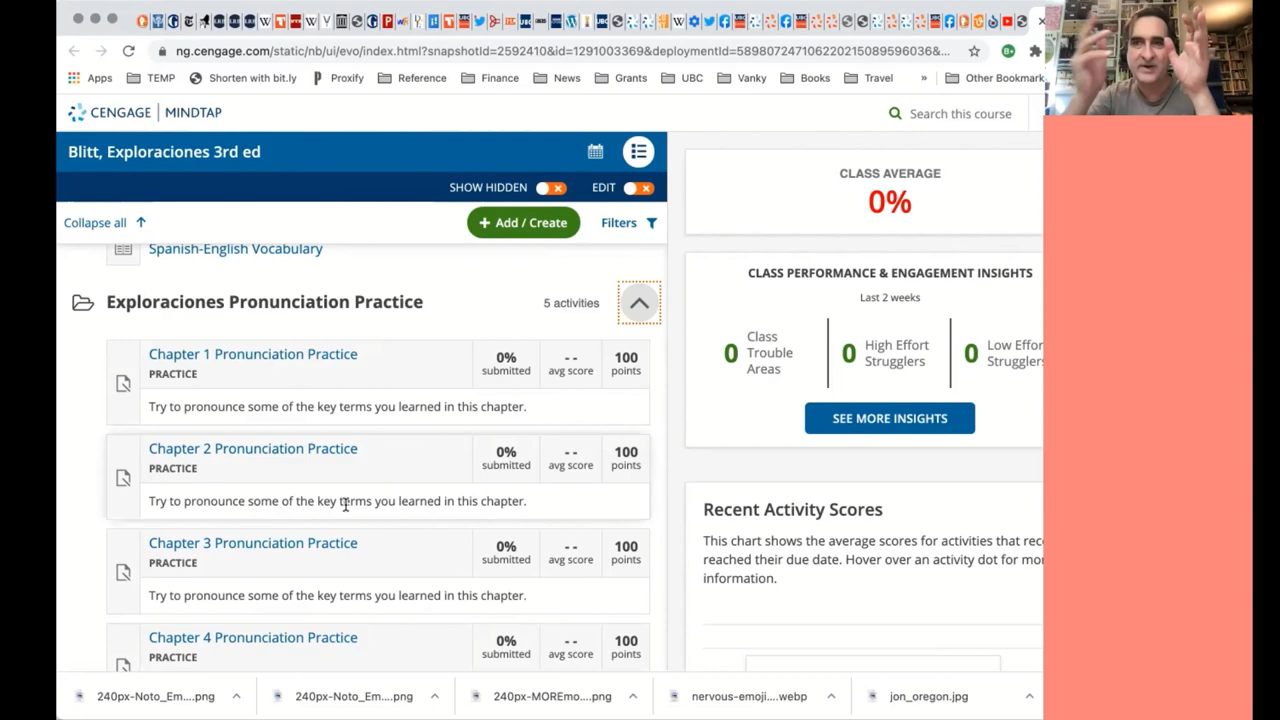 ng.cengage.com/static/nb/ui/evo/index.html?snapshotId=2592410&id=1291003369&deploymentId=5898072471062202150895960​36&...
Apps TEMP Shorten with bit.ly Proxify Reference Finance News Grants UBC Vanky Books Travel » Other Bookmark
CENGAGE | MINDTAP
Search this course
Blitt, Exploraciones 3rd ed
SHOW HIDDEN
EDIT
Collapse all
+ Add / Create
Filters
Spanish-English Vocabulary
Exploraciones Pronunciation Practice
5 activities
Chapter 1 Pronunciation Practice
PRACTICE
0% submitted
-- avg score
100 points
Try to pronounce some of the key terms you learned in this chapter.
Chapter 2 Pronunciation Practice
PRACTICE
0% submitted
-- avg score
100 points
Try to pronounce some of the key terms you learned in this chapter.
Chapter 3 Pronunciation Practice
PRACTICE
0% submitted
-- avg score
100 points
Try to pronounce some of the key terms you learned in this chapter.
Chapter 4 Pronunciation Practice
PRACTICE
0% submitted
-- avg score
100 points
CLASS AVERAGE
0%
CLASS PERFORMANCE & ENGAGEMENT INSIGHTS
Last 2 weeks
0 Class Trouble Areas
0 High Effort Strugglers
0 Low Effor Strugglers
SEE MORE INSIGHTS
Recent Activity Scores
This chart shows the average scores for activities that rece
reached their due date. Hover over an activity dot for mo
information.
240px-Noto_Em....png
240px-Noto_Em....png
240px-MOREmo....png
nervous-emoji....webp
jon_oregon.jpg